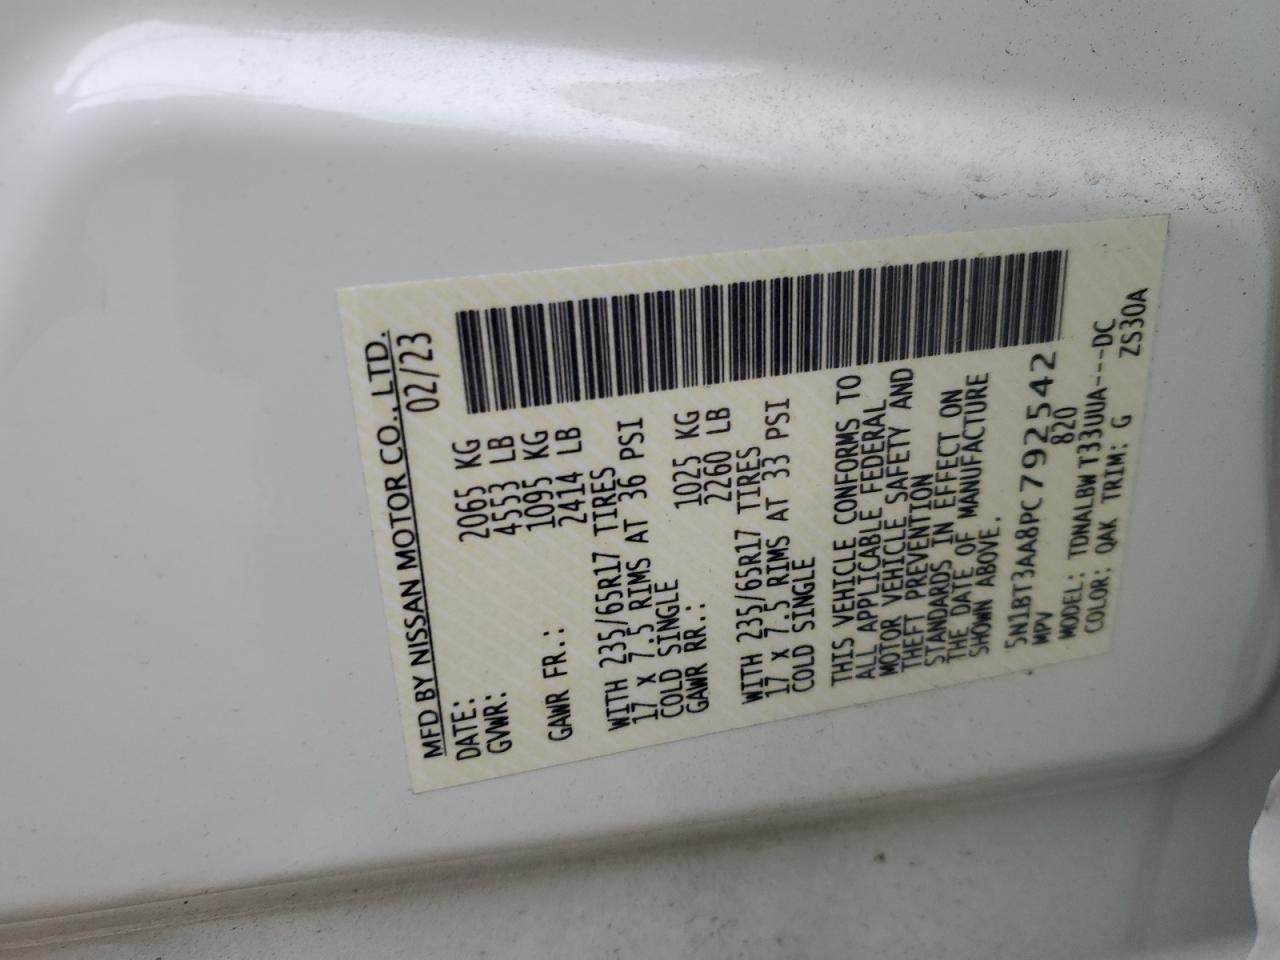 MFD BY NISSAN MOTOR CO., LTD.
DATE: 02/23
GVWR: 2065 KG
4553 LB
GAWR FR.: 1095 KG
2414 LB
WITH 235/65R17 TIRES
17 X 7.5 RIMS AT 36 PSI
COLD SINGLE
GAWR RR.: 1025 KG
2260 LB
WITH 235/65R17 TIRES
17 X 7.5 RIMS AT 33 PSI
COLD SINGLE
THIS VEHICLE CONFORMS TO
ALL APPLICABLE FEDERAL
MOTOR VEHICLE SAFETY AND
THEFT PREVENTION
STANDARDS IN EFFECT ON
THE DATE OF MANUFACTURE
SHOWN ABOVE.
5N1BT3AA8PC792542
MPV 820
MODEL: TDNALBWT33UUA---DC
COLOR: QAK TRIM: G ZS30A